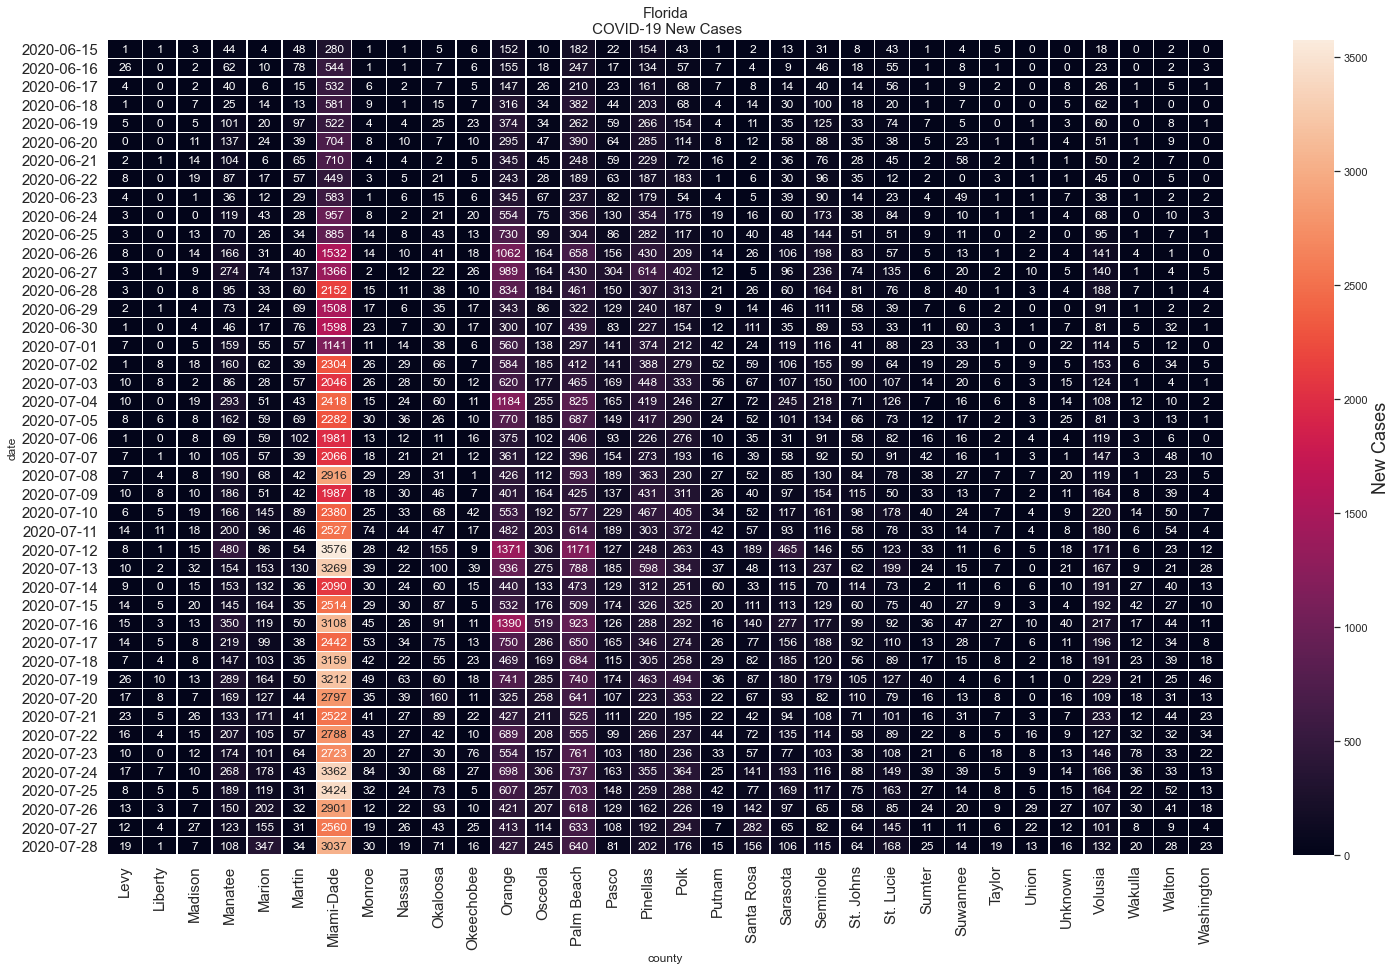 Florida
COVID-19 New Cases
2020-06-15 1 1 3 44 4 48 280 1 1 5 6 152 10 182 22 154 43 1 2 13 31 8 43 1 4 5 0 0 18 0 2 0
2020-06-16 26 0 2 62 10 78 544 1 1 7 6 155 18 247 17 134 57 7 4 9 46 18 55 1 8 1 0 0 23 0 2 3
2020-06-17 4 0 2 40 6 15 532 6 2 7 5 147 26 210 23 161 68 7 8 14 40 14 56 1 9 2 0 8 26 1 5 1
2020-06-18 1 0 7 25 14 13 581 9 1 15 7 316 34 382 44 203 68 4 14 30 100 18 20 1 7 0 0 5 62 1 0 0
2020-06-19 5 0 5 101 20 97 522 4 4 25 23 374 34 262 59 266 154 4 11 35 125 33 74 7 5 0 1 3 60 0 8 1
2020-06-20 0 0 11 137 24 39 704 8 10 7 10 295 47 390 64 285 114 8 12 58 88 35 38 5 23 1 1 4 51 1 9 0
2020-06-21 2 1 14 104 6 65 710 4 4 2 5 345 45 248 59 229 72 16 2 36 76 28 45 2 58 2 1 1 50 2 7 0
2020-06-22 8 0 19 87 17 57 449 3 5 21 5 243 28 189 63 187 183 1 6 30 96 35 12 2 0 3 1 1 45 0 5 0
2020-06-23 4 0 1 36 12 29 583 1 6 15 6 345 67 237 82 179 54 4 5 39 90 14 23 4 49 1 1 7 38 1 2 2
2020-06-24 3 0 0 119 43 28 957 8 2 21 20 554 75 356 130 354 175 19 16 60 173 38 84 9 10 1 1 4 68 0 10 3
2020-06-25 3 0 13 70 26 34 885 14 8 43 13 730 99 304 86 282 117 10 40 48 144 51 51 9 11 0 2 0 95 1 7 1
2020-06-26 8 0 14 166 31 40 1532 14 10 41 18 1062 164 658 156 430 209 14 26 106 198 83 57 5 13 1 2 4 141 4 1 0
2020-06-27 3 1 9 274 74 137 1366 2 12 22 26 989 164 430 304 614 402 12 5 96 236 74 135 6 20 2 10 5 140 1 4 5
2020-06-28 3 0 8 95 33 60 2152 15 11 38 10 834 184 461 150 307 313 21 26 60 164 81 76 8 40 1 3 4 188 7 1 4
2020-06-29 2 1 4 73 24 69 1508 17 6 35 17 343 86 322 129 240 187 9 14 46 111 58 39 7 6 2 0 0 91 1 2 2
2020-06-30 1 0 4 46 17 76 1598 23 7 30 17 300 107 439 83 227 154 12 111 35 89 53 33 11 60 3 1 7 81 5 32 1
2020-07-01 7 0 5 159 55 57 1141 11 14 38 6 560 138 297 141 374 212 42 24 119 116 41 88 23 33 1 0 22 114 5 12 0
2020-07-02 1 8 18 160 62 39 2304 26 29 66 7 584 185 412 141 388 279 52 59 106 155 99 64 19 29 5 9 5 153 6 34 5
2020-07-03 10 8 2 86 28 57 2046 26 28 50 12 620 177 465 169 448 333 56 67 107 150 100 107 14 20 6 3 15 124 1 4 1
2020-07-04 10 0 19 293 51 43 2418 15 24 60 11 1184 255 825 165 419 246 27 72 245 218 71 126 7 16 6 8 14 108 12 10 2
2020-07-05 8 6 8 162 59 69 2282 30 36 26 10 770 185 687 149 417 290 24 52 101 134 66 73 12 17 2 3 25 81 3 13 1
2020-07-06 1 0 8 69 59 102 1981 13 12 11 16 375 102 406 93 226 276 10 35 31 91 58 82 16 16 2 4 4 119 3 6 0
2020-07-07 7 1 10 105 57 39 2066 18 21 21 12 361 122 396 154 273 193 16 39 58 92 50 91 42 16 1 3 1 147 3 48 10
2020-07-08 7 4 8 190 68 42 2916 29 29 31 1 426 112 593 189 363 230 27 52 85 130 84 78 38 27 7 7 20 119 1 23 5
2020-07-09 10 8 10 186 51 42 1987 18 30 46 7 401 164 425 137 431 311 26 40 97 154 115 50 33 13 7 2 11 164 8 39 4
2020-07-10 6 5 19 166 145 89 2380 25 33 68 42 553 192 577 229 467 405 34 52 117 161 98 178 40 24 7 4 9 220 14 50 7
2020-07-11 14 11 18 200 96 46 2527 74 44 47 17 482 203 614 189 303 372 42 57 93 116 58 78 33 14 7 4 8 180 6 54 4
2020-07-12 8 1 15 480 86 54 3576 28 42 155 9 1371 306 1171 127 248 263 43 189 465 146 55 123 33 11 6 5 18 171 6 23 12
2020-07-13 10 2 32 154 153 130 3269 39 22 100 39 936 275 788 185 598 384 37 48 113 237 62 199 24 15 7 0 21 167 9 21 28
2020-07-14 9 0 15 153 132 36 2090 30 24 60 15 440 133 473 129 312 251 60 33 115 70 114 73 2 11 6 6 10 191 27 40 13
2020-07-15 14 5 20 145 164 35 2514 29 30 87 5 532 176 509 174 326 325 20 111 113 129 60 75 40 27 9 3 4 192 42 27 10
2020-07-16 15 3 13 350 119 50 3108 45 26 91 11 1390 519 923 126 288 292 16 140 277 177 99 92 36 47 27 10 40 217 17 44 11
2020-07-17 14 5 8 219 99 38 2442 53 34 75 13 750 286 650 165 346 274 26 77 156 188 92 110 13 28 7 6 11 196 12 34 8
2020-07-18 7 4 8 147 103 35 3159 42 22 55 23 469 169 684 115 305 258 29 82 185 120 56 89 17 15 8 2 18 191 23 39 18
2020-07-19 26 10 13 289 164 50 3212 49 63 60 18 741 285 740 174 463 494 36 87 180 179 105 127 40 4 6 1 0 229 21 25 46
2020-07-20 17 8 7 169 127 44 2797 35 39 160 11 325 258 641 107 223 353 22 67 93 82 110 79 16 13 8 0 16 109 18 31 13
2020-07-21 23 5 26 133 171 41 2522 41 27 89 22 427 211 525 111 220 195 22 42 94 108 71 101 16 31 7 3 7 233 12 44 23
2020-07-22 16 4 15 207 105 57 2788 43 27 42 10 689 208 555 99 266 237 44 72 135 114 58 89 22 8 5 16 9 127 32 32 34
2020-07-23 10 0 12 174 101 64 2723 20 27 30 76 554 157 761 103 180 236 33 57 77 103 38 108 21 6 18 8 13 146 78 33 22
2020-07-24 17 7 10 268 178 43 3362 84 30 68 27 698 306 737 163 355 364 25 141 193 116 88 149 39 39 5 9 14 166 36 33 13
2020-07-25 8 5 5 189 119 31 3424 32 24 73 5 607 257 703 148 259 288 42 77 169 117 75 163 27 14 8 5 15 164 22 52 13
2020-07-26 13 3 7 150 202 32 2901 12 22 93 10 421 207 618 129 162 226 19 142 97 65 58 85 24 20 9 29 27 107 30 41 18
2020-07-27 12 4 27 123 155 31 2560 19 26 43 25 413 114 633 108 192 294 7 282 65 82 64 145 11 11 6 22 12 101 8 9 4
2020-07-28 19 1 7 108 347 34 3037 30 19 71 16 427 245 640 81 202 176 15 156 106 115 64 168 25 14 19 13 16 132 20 28 23
date
Levy Liberty Madison Manatee Marion Martin Miami-Dade Monroe Nassau Okaloosa Okeechobee Orange Osceola Palm Beach Pasco Pinellas Polk Putnam Santa Rosa Sarasota Seminole St. Johns St. Lucie Sumter Suwannee Taylor Union Unknown Volusia Wakulla Walton Washington
county
3500
3000
2500
2000
1500
1000
500
0
New Cases